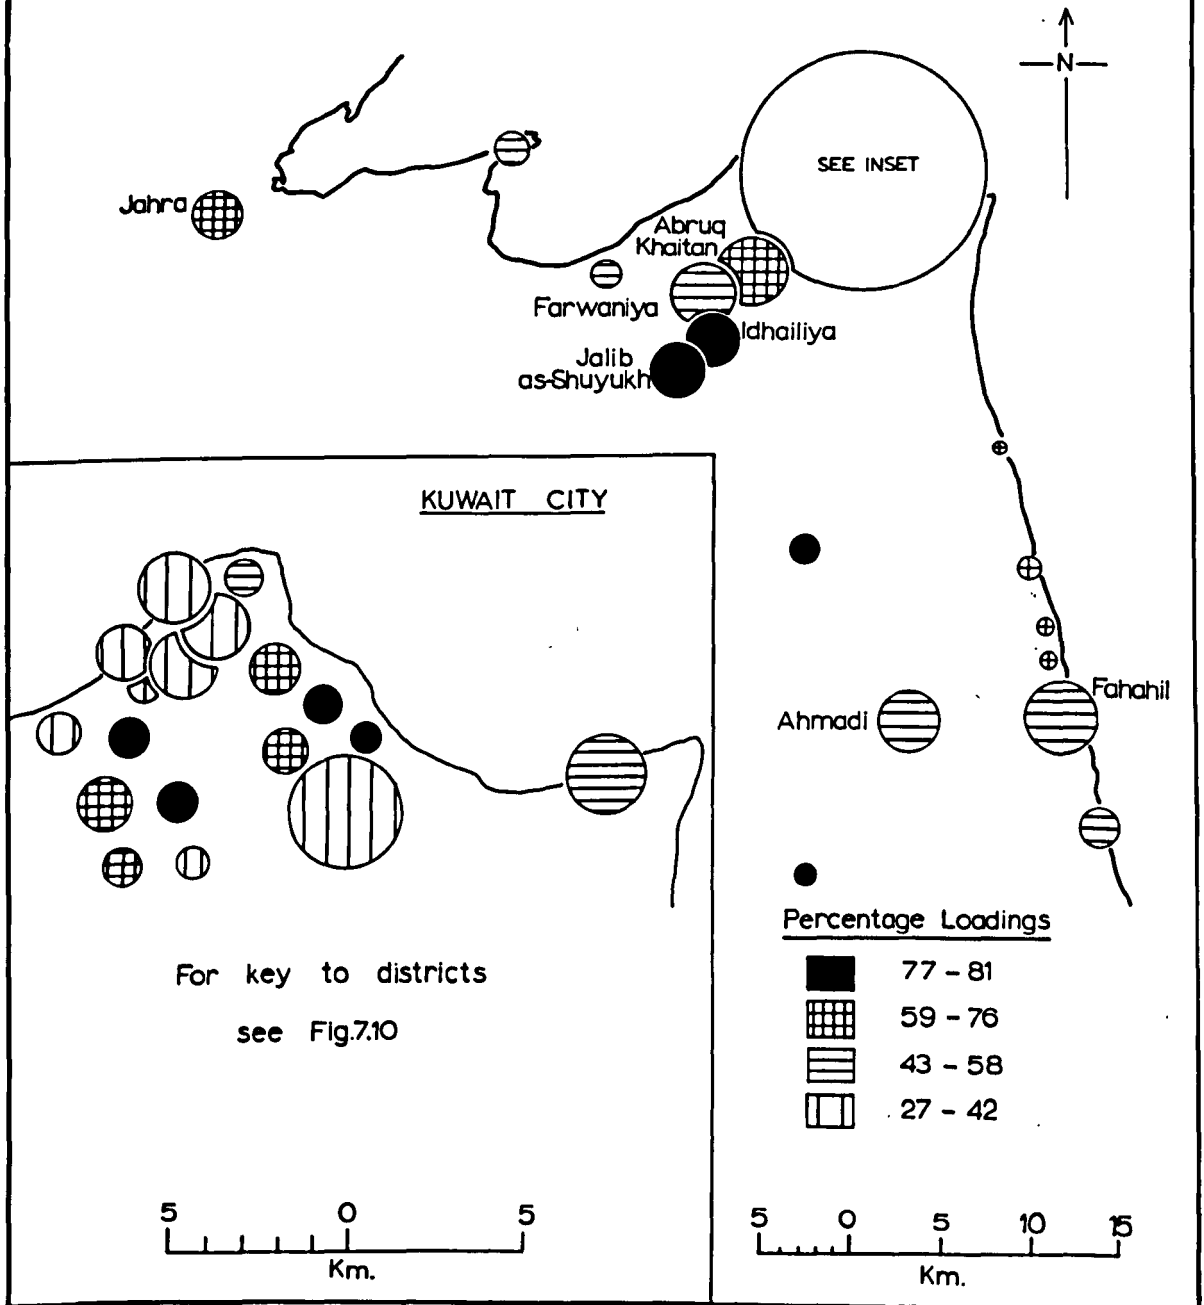 N
SEE INSET
Jahra
Abruq
Khaitan
Farwaniya
Idhailiya
Jalib
as-Shuyukh
KUWAIT CITY
Fahahil
Ahmadi
Percentage Loadings
77 - 81
59 - 76
43 - 58
27 - 42
For key to districts
see Fig.7.10
5 0 5
Km.
5 0 5 10 15
Km.